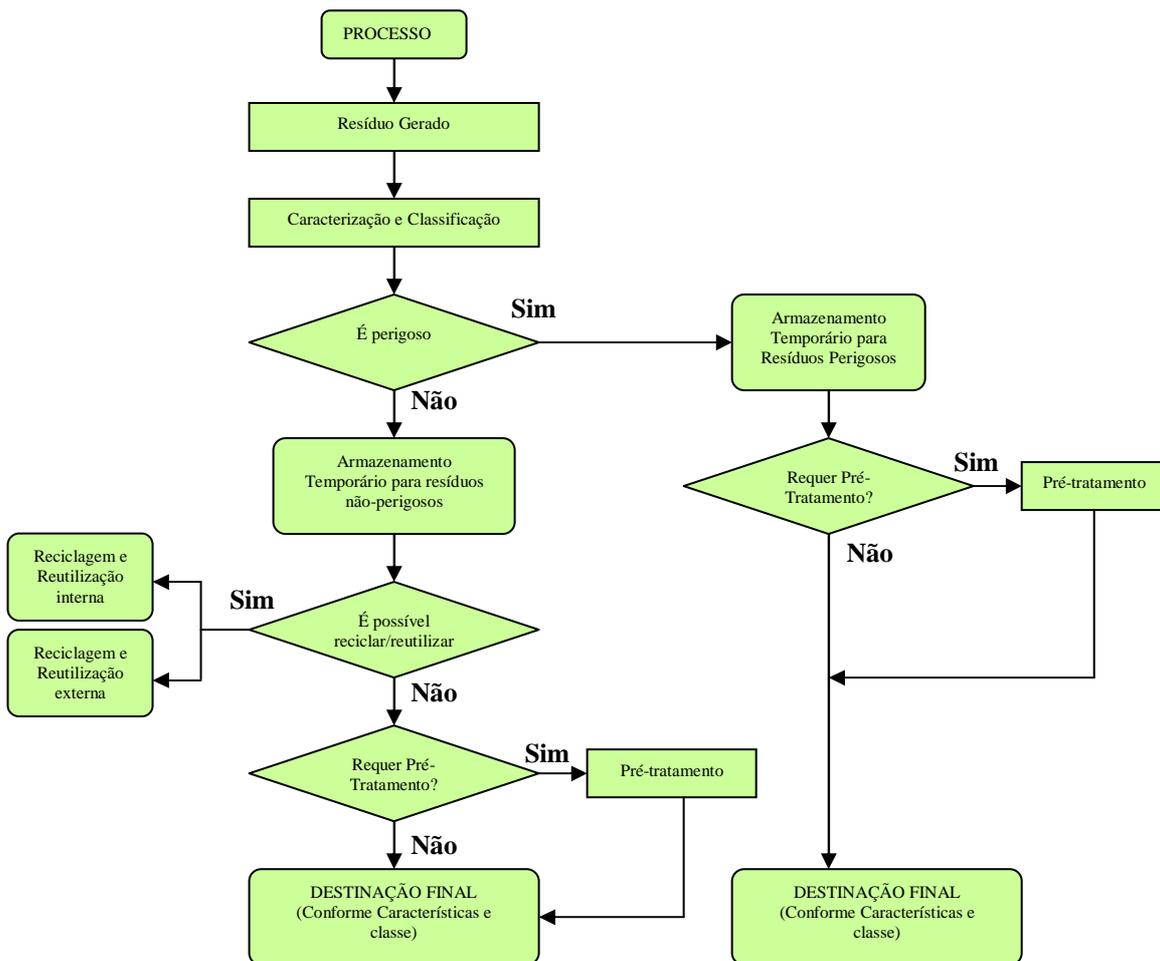 PROCESSO
Resíduo Gerado
Caracterização e Classificação
É perigoso
Sim
Não
Armazenamento
Temporário para
Resíduos Perigosos
Armazenamento
Temporário para resíduos
não-perigosos
Requer Pré-
Tratamento?
Sim
Pré-tratamento
Não
Reciclagem e
Reutilização
interna
Reciclagem e
Reutilização
externa
Sim
É possível
reciclar/reutilizar
Não
Requer Pré-
Tratamento?
Sim
Pré-tratamento
Não
DESTINAÇÃO FINAL
(Conforme Características e
classe)
DESTINAÇÃO FINAL
(Conforme Características e
classe)